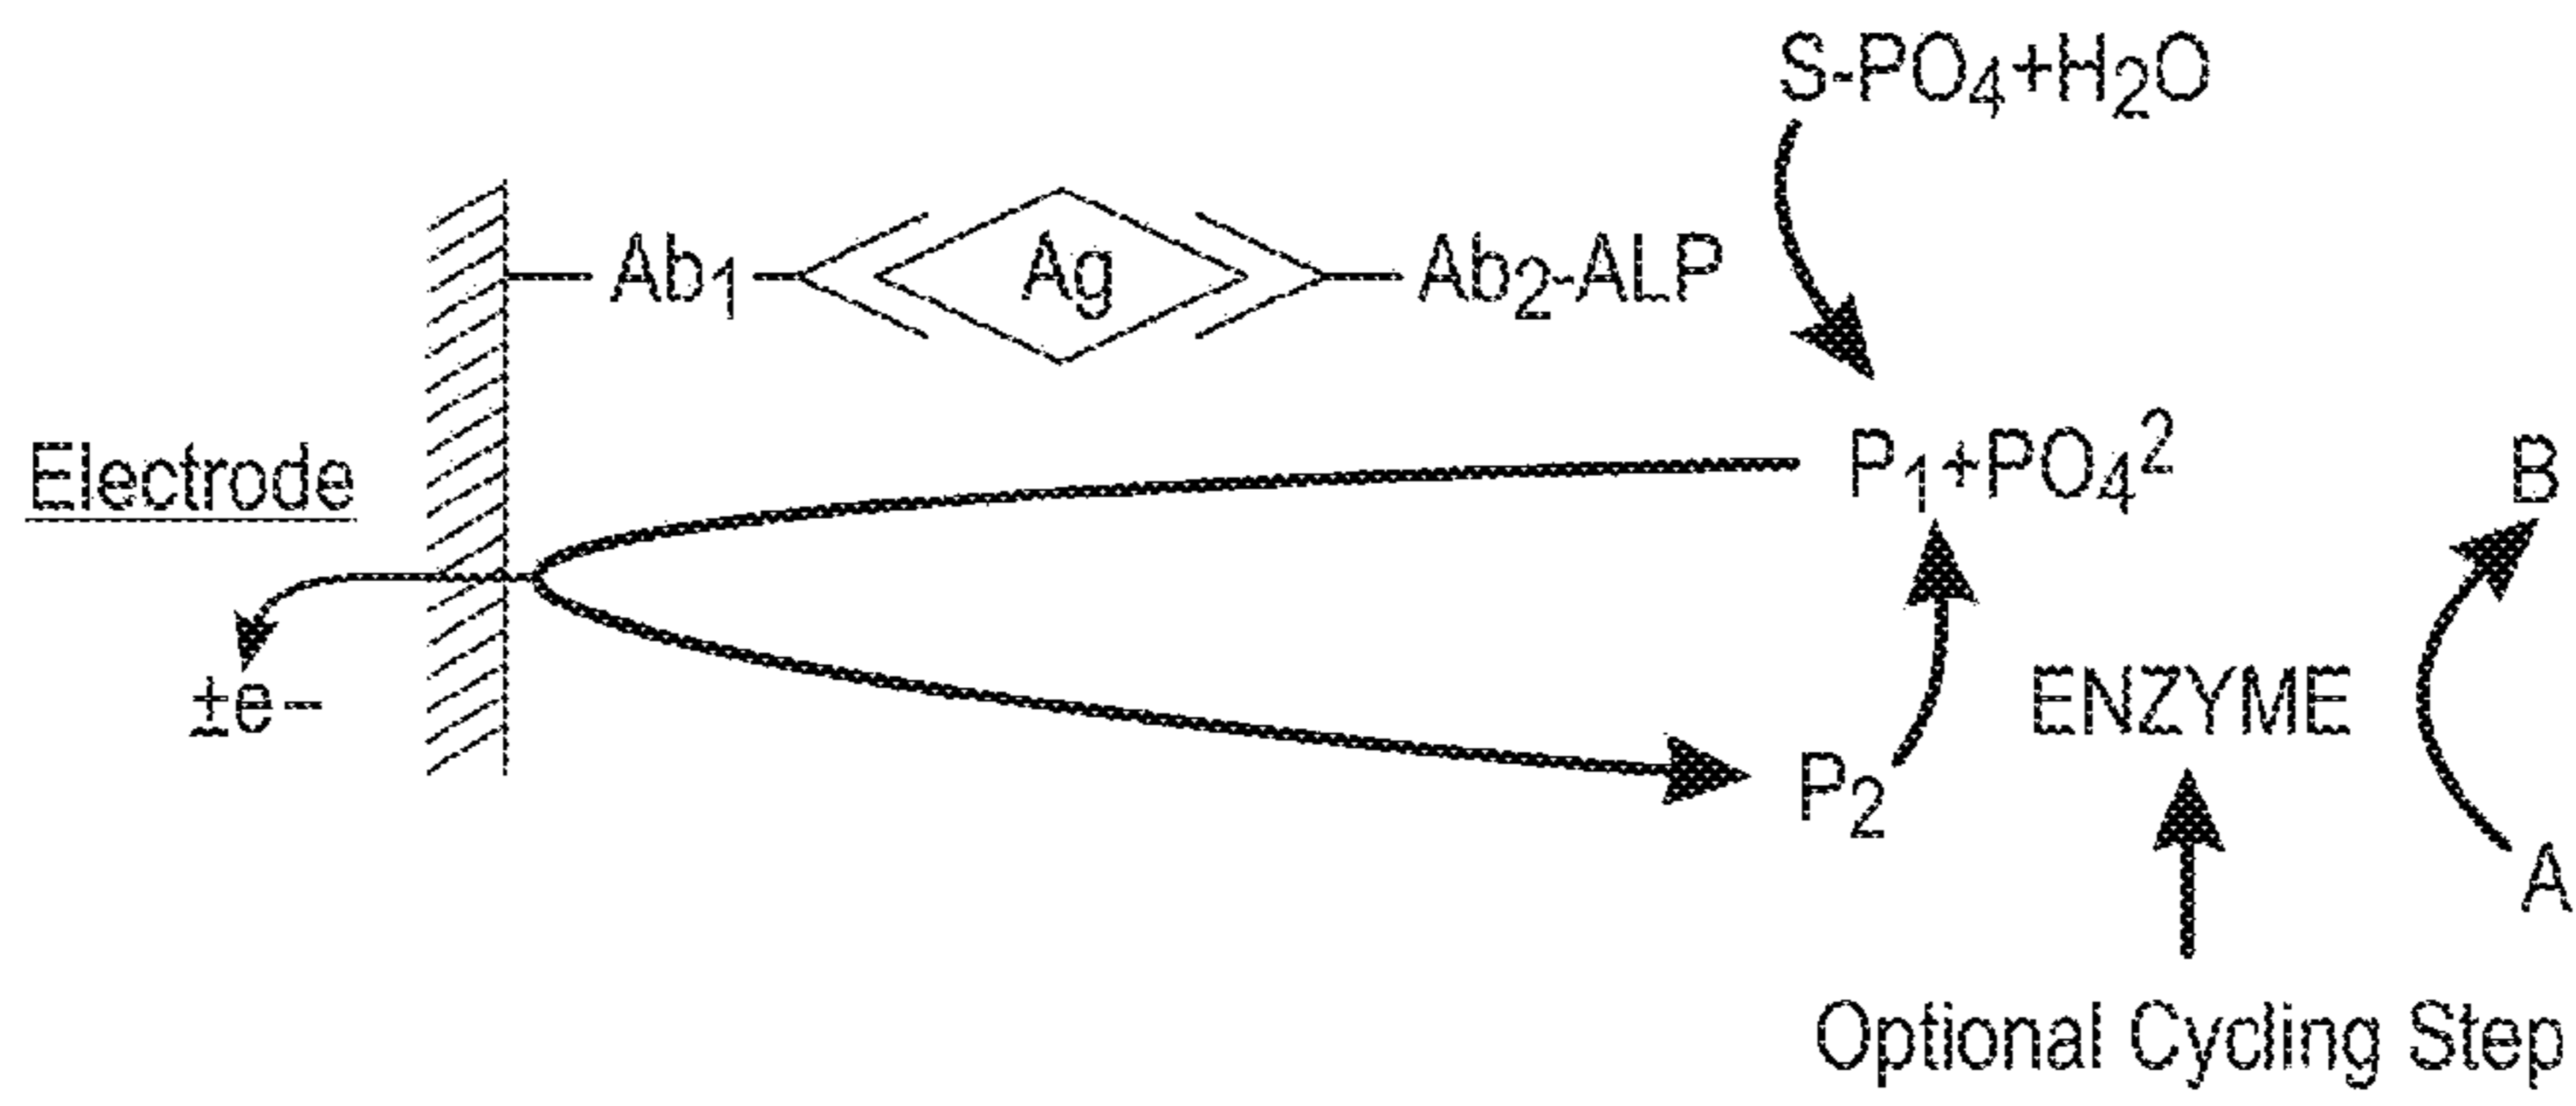 S-PO₄+H₂O
Ab₁ Ag Ab₂-ALP
Electrode P₁+PO₄² B
±e−
P₂ ENZYME A
Optional Cycling Step